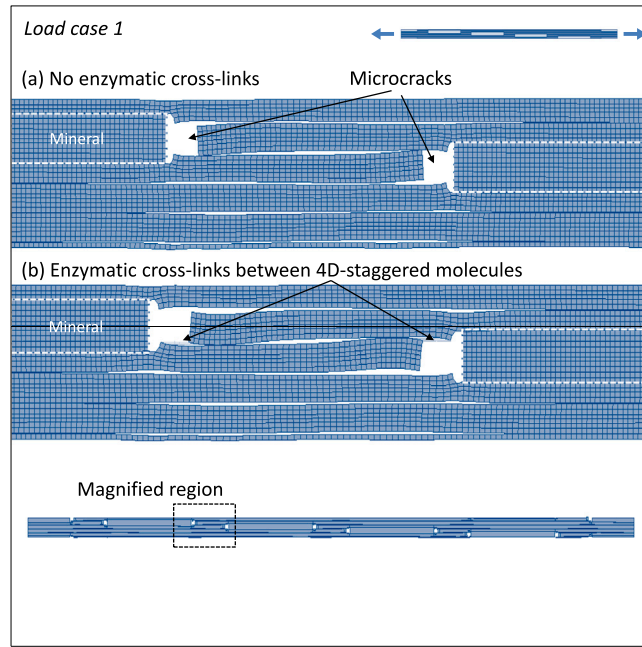 Load case 1
(a) No enzymatic cross-links
Microcracks
Mineral
(b) Enzymatic cross-links between 4D-staggered molecules
Mineral
Magnified region